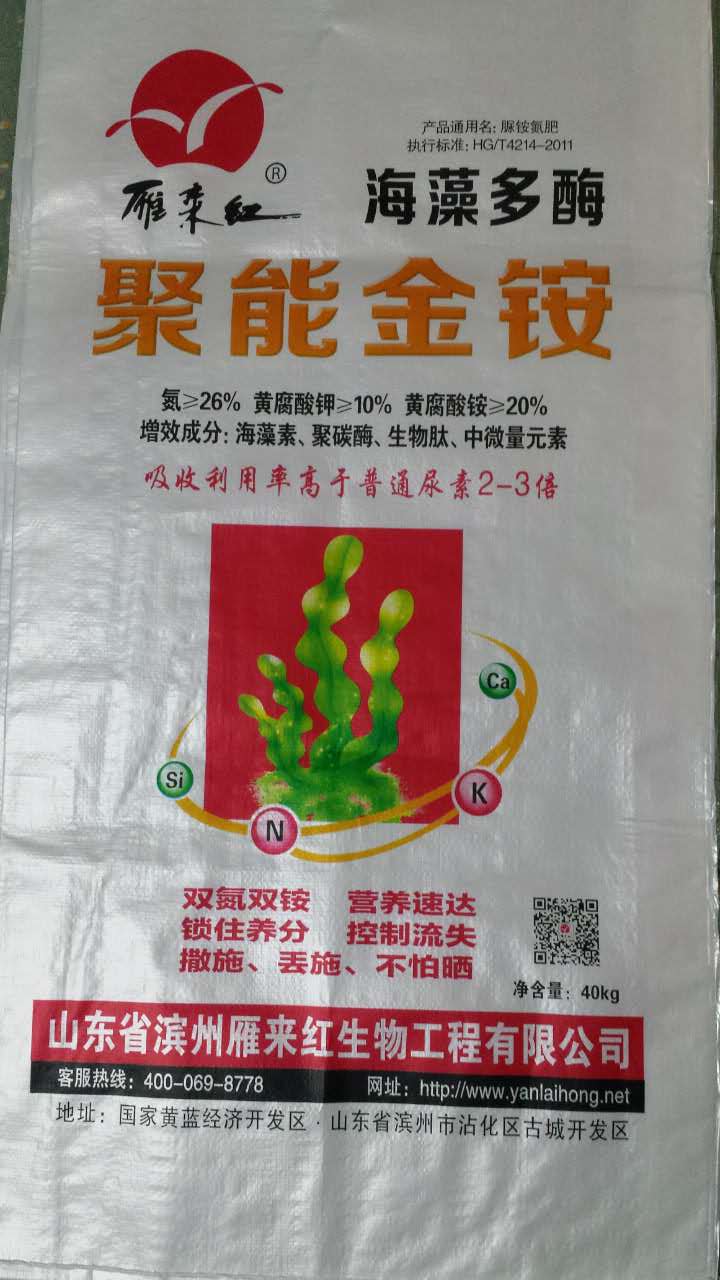 雁来红®
产品通用名：脲铵氮肥
执行标准：HG/T4214-2011
海藻多酶
聚能金铵
氮≥26% 黄腐酸钾≥10% 黄腐酸铵≥20%
增效成分：海藻素、聚碳酶、生物肽、中微量元素
吸收利用率高于普通尿素2-3倍
Ca
Si
K
N
双氮双铵 营养速达
锁住养分 控制流失
撒施、丢施、不怕晒
净含量：40kg
山东省滨州雁来红生物工程有限公司
客服热线：400-069-8778 网址：http://www.yanlaihong.net
地址：国家黄蓝经济开发区·山东省滨州市沾化区古城开发区